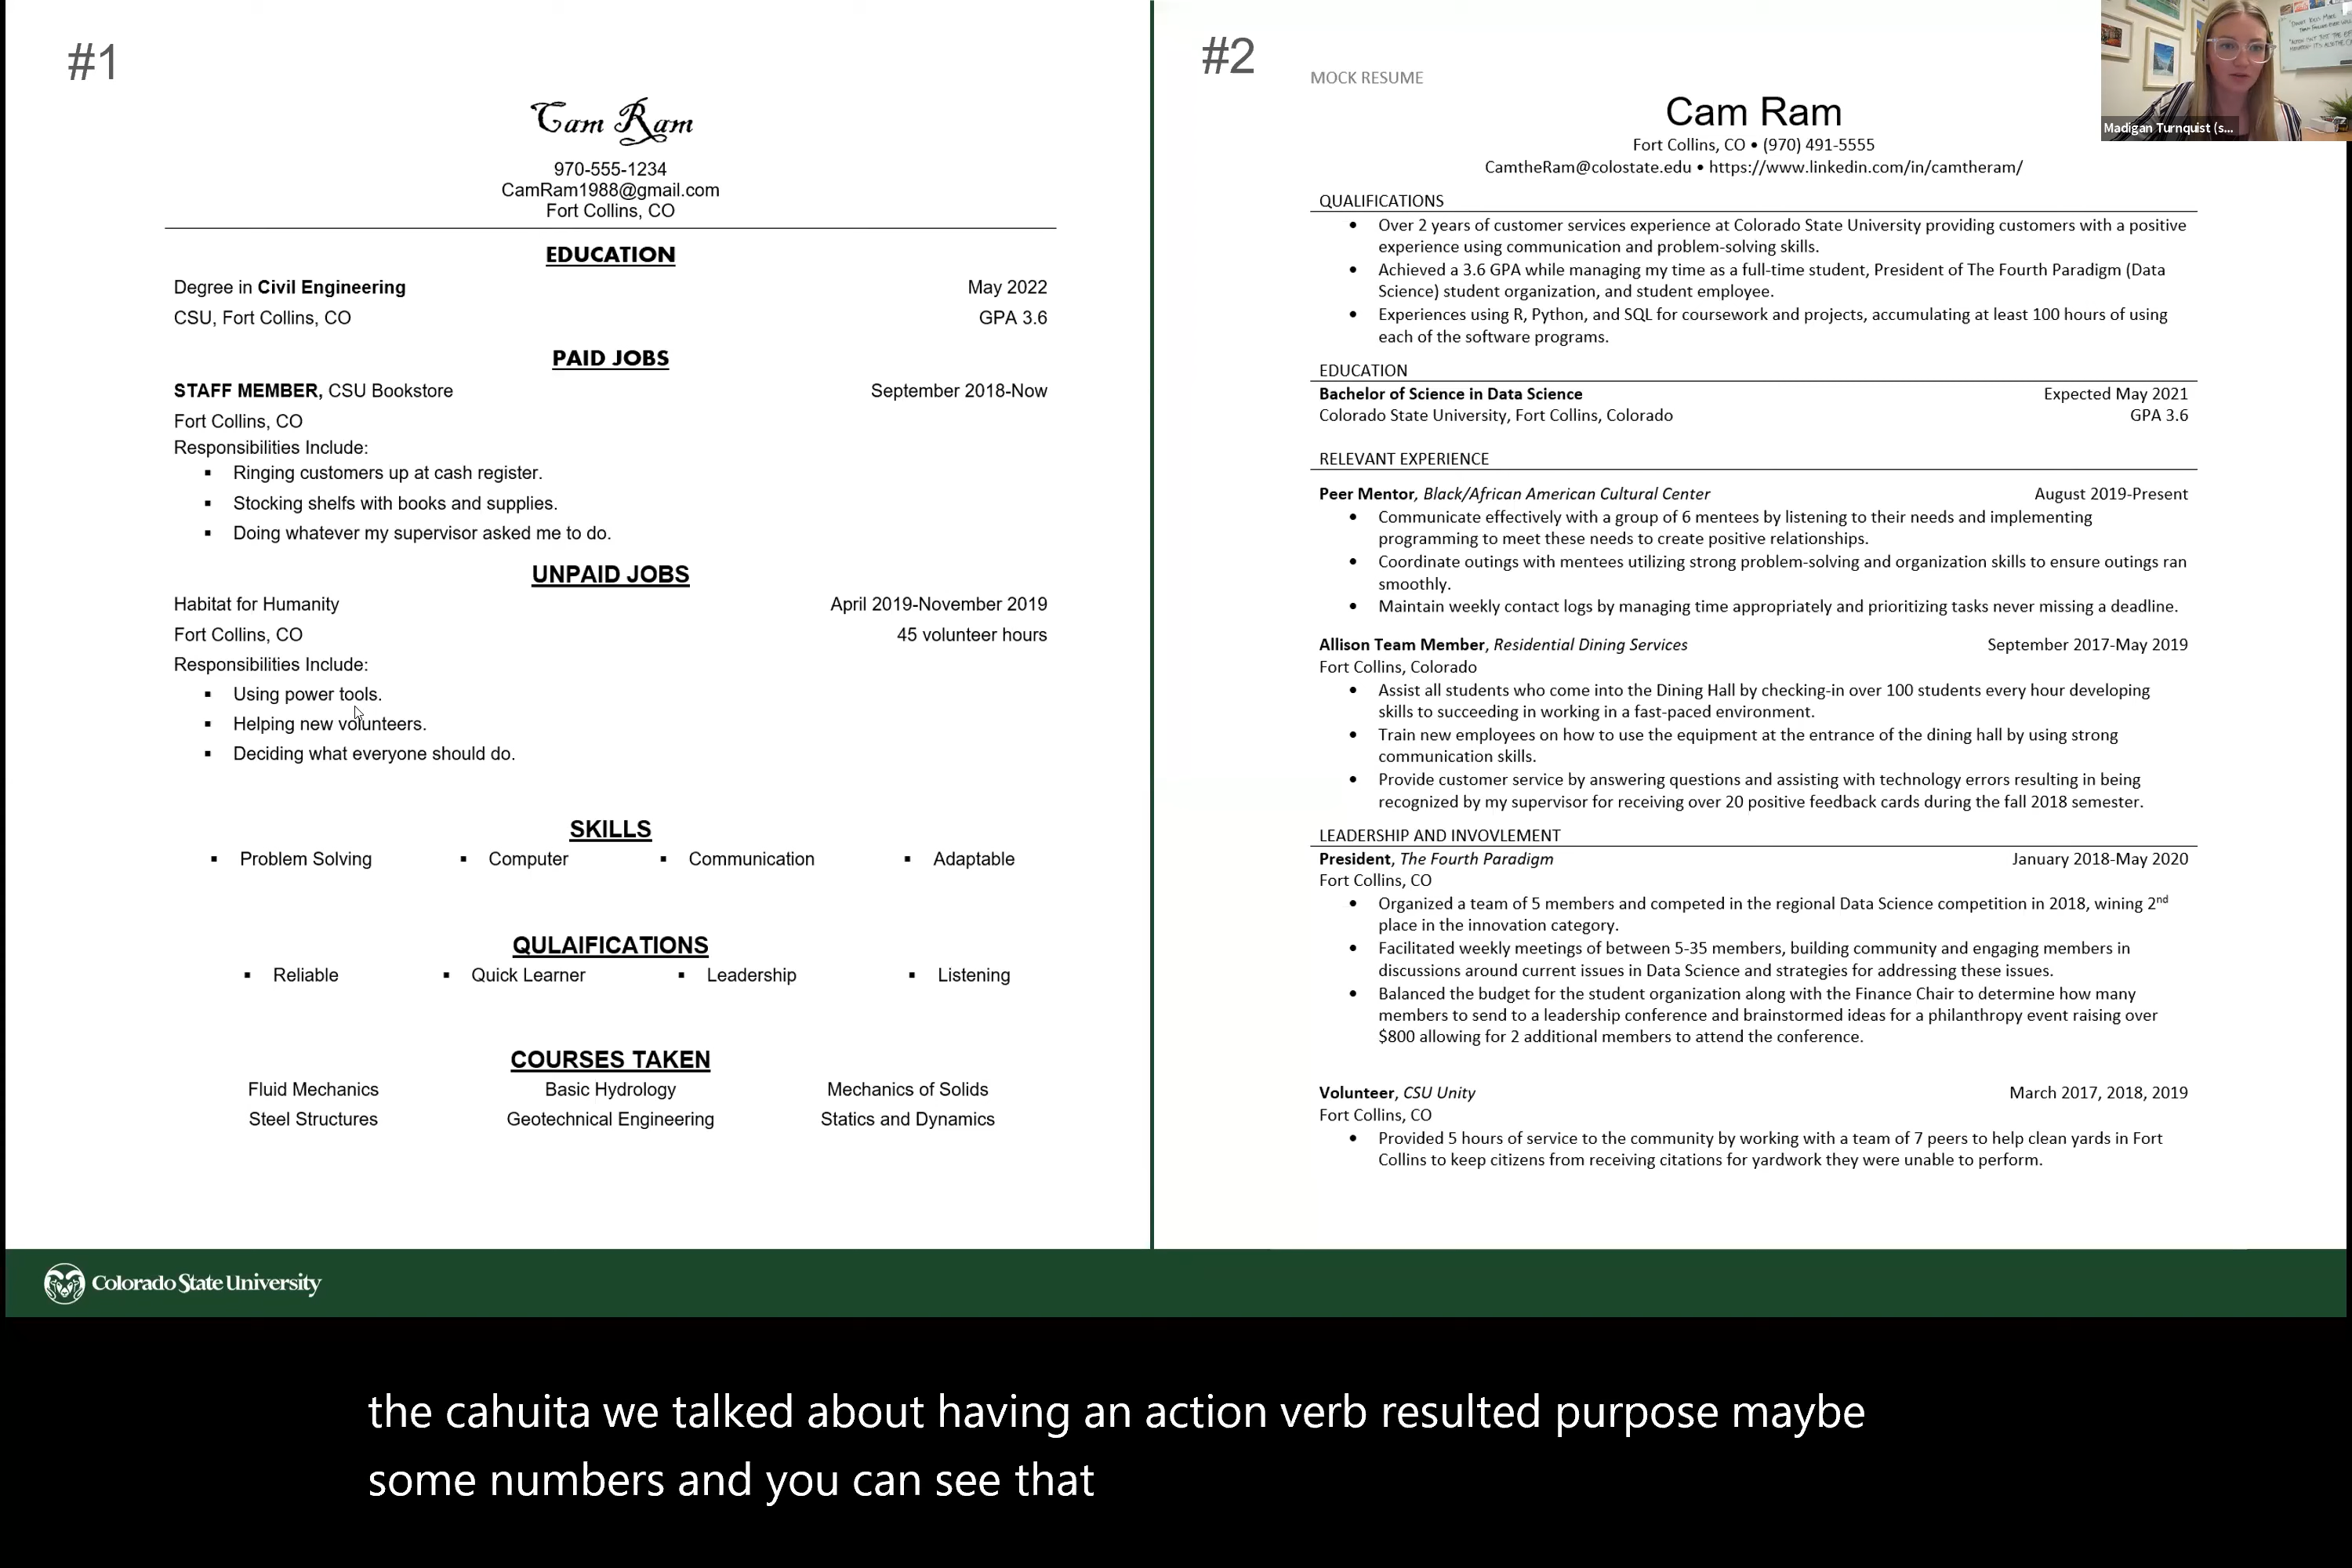 #1
Cam Ram
970-555-1234
CamRam1988@gmail.com
Fort Collins, CO
EDUCATION
Degree in Civil Engineering May 2022
CSU, Fort Collins, CO GPA 3.6
PAID JOBS
STAFF MEMBER, CSU Bookstore September 2018-Now
Fort Collins, CO
Responsibilities Include:
▪ Ringing customers up at cash register.
▪ Stocking shelfs with books and supplies.
▪ Doing whatever my supervisor asked me to do.
UNPAID JOBS
Habitat for Humanity April 2019-November 2019
Fort Collins, CO 45 volunteer hours
Responsibilities Include:
▪ Using power tools.
▪ Helping new volunteers.
▪ Deciding what everyone should do.
SKILLS
▪ Problem Solving ▪ Computer ▪ Communication ▪ Adaptable
QULAIFICATIONS
▪ Reliable ▪ Quick Learner ▪ Leadership ▪ Listening
COURSES TAKEN
Fluid Mechanics Basic Hydrology Mechanics of Solids
Steel Structures Geotechnical Engineering Statics and Dynamics
#2
MOCK RESUME
Cam Ram
Fort Collins, CO • (970) 491-5555
CamtheRam@colostate.edu • https://www.linkedin.com/in/camtheram/
QUALIFICATIONS
• Over 2 years of customer services experience at Colorado State University providing customers with a positive
experience using communication and problem-solving skills.
• Achieved a 3.6 GPA while managing my time as a full-time student, President of The Fourth Paradigm (Data
Science) student organization, and student employee.
• Experiences using R, Python, and SQL for coursework and projects, accumulating at least 100 hours of using
each of the software programs.
EDUCATION
Bachelor of Science in Data Science Expected May 2021
Colorado State University, Fort Collins, Colorado GPA 3.6
RELEVANT EXPERIENCE
Peer Mentor, Black/African American Cultural Center August 2019-Present
• Communicate effectively with a group of 6 mentees by listening to their needs and implementing
programming to meet these needs to create positive relationships.
• Coordinate outings with mentees utilizing strong problem-solving and organization skills to ensure outings ran
smoothly.
• Maintain weekly contact logs by managing time appropriately and prioritizing tasks never missing a deadline.
Allison Team Member, Residential Dining Services September 2017-May 2019
Fort Collins, Colorado
• Assist all students who come into the Dining Hall by checking-in over 100 students every hour developing
skills to succeeding in working in a fast-paced environment.
• Train new employees on how to use the equipment at the entrance of the dining hall by using strong
communication skills.
• Provide customer service by answering questions and assisting with technology errors resulting in being
recognized by my supervisor for receiving over 20 positive feedback cards during the fall 2018 semester.
LEADERSHIP AND INVOVLEMENT
President, The Fourth Paradigm January 2018-May 2020
Fort Collins, CO
• Organized a team of 5 members and competed in the regional Data Science competition in 2018, wining 2nd
place in the innovation category.
• Facilitated weekly meetings of between 5-35 members, building community and engaging members in
discussions around current issues in Data Science and strategies for addressing these issues.
• Balanced the budget for the student organization along with the Finance Chair to determine how many
members to send to a leadership conference and brainstormed ideas for a philanthropy event raising over
$800 allowing for 2 additional members to attend the conference.
Volunteer, CSU Unity March 2017, 2018, 2019
Fort Collins, CO
• Provided 5 hours of service to the community by working with a team of 7 peers to help clean yards in Fort
Collins to keep citizens from receiving citations for yardwork they were unable to perform.
Madigan Turnquist (s...
Colorado State University
the cahuita we talked about having an action verb resulted purpose maybe
some numbers and you can see that